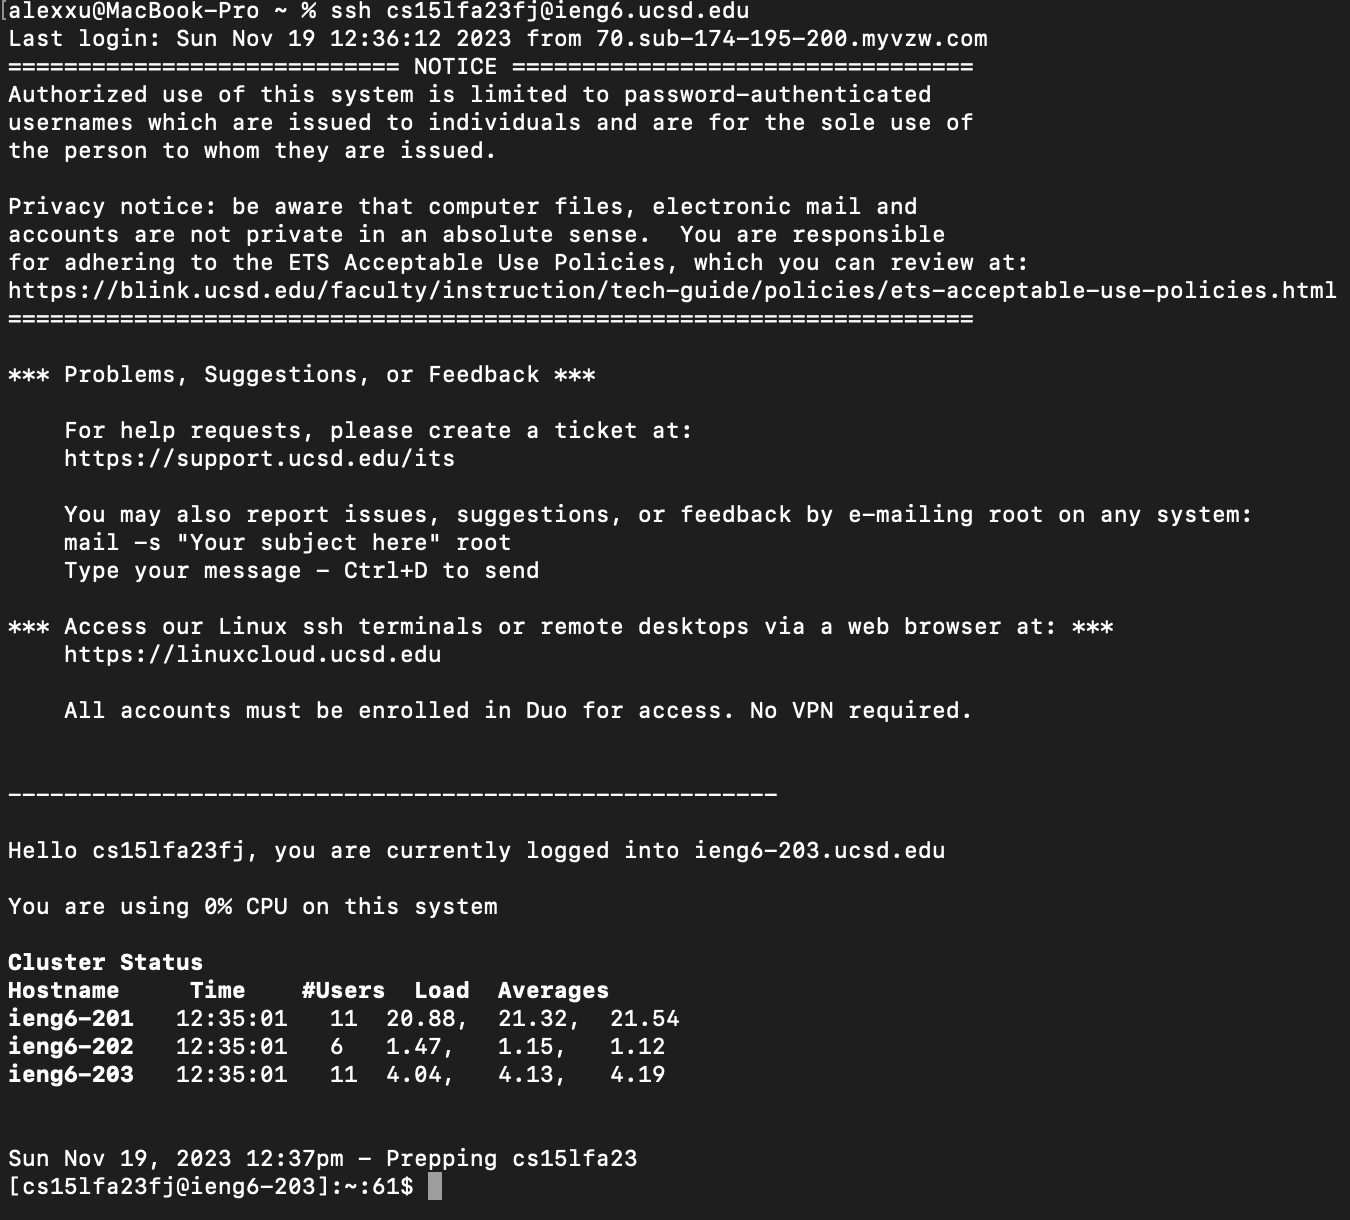 [alexxu@MacBook-Pro ~ % ssh cs15lfa23fj@ieng6.ucsd.edu
Last login: Sun Nov 19 12:36:12 2023 from 70.sub-174-195-200.myvzw.com
============================ NOTICE =================================
Authorized use of this system is limited to password-authenticated
usernames which are issued to individuals and are for the sole use of
the person to whom they are issued.

Privacy notice: be aware that computer files, electronic mail and
accounts are not private in an absolute sense.  You are responsible
for adhering to the ETS Acceptable Use Policies, which you can review at:
https://blink.ucsd.edu/faculty/instruction/tech-guide/policies/ets-acceptable-use-policies.html
=====================================================================

*** Problems, Suggestions, or Feedback ***

    For help requests, please create a ticket at:
    https://support.ucsd.edu/its

    You may also report issues, suggestions, or feedback by e-mailing root on any system:
    mail -s "Your subject here" root
    Type your message - Ctrl+D to send

*** Access our Linux ssh terminals or remote desktops via a web browser at: ***
    https://linuxcloud.ucsd.edu

    All accounts must be enrolled in Duo for access. No VPN required.


-------------------------------------------------------

Hello cs15lfa23fj, you are currently logged into ieng6-203.ucsd.edu

You are using 0% CPU on this system

Cluster Status
Hostname     Time    #Users  Load  Averages
ieng6-201   12:35:01   11  20.88,  21.32,  21.54
ieng6-202   12:35:01   6   1.47,   1.15,   1.12
ieng6-203   12:35:01   11  4.04,   4.13,   4.19


Sun Nov 19, 2023 12:37pm - Prepping cs15lfa23
[cs15lfa23fj@ieng6-203]:~:61$